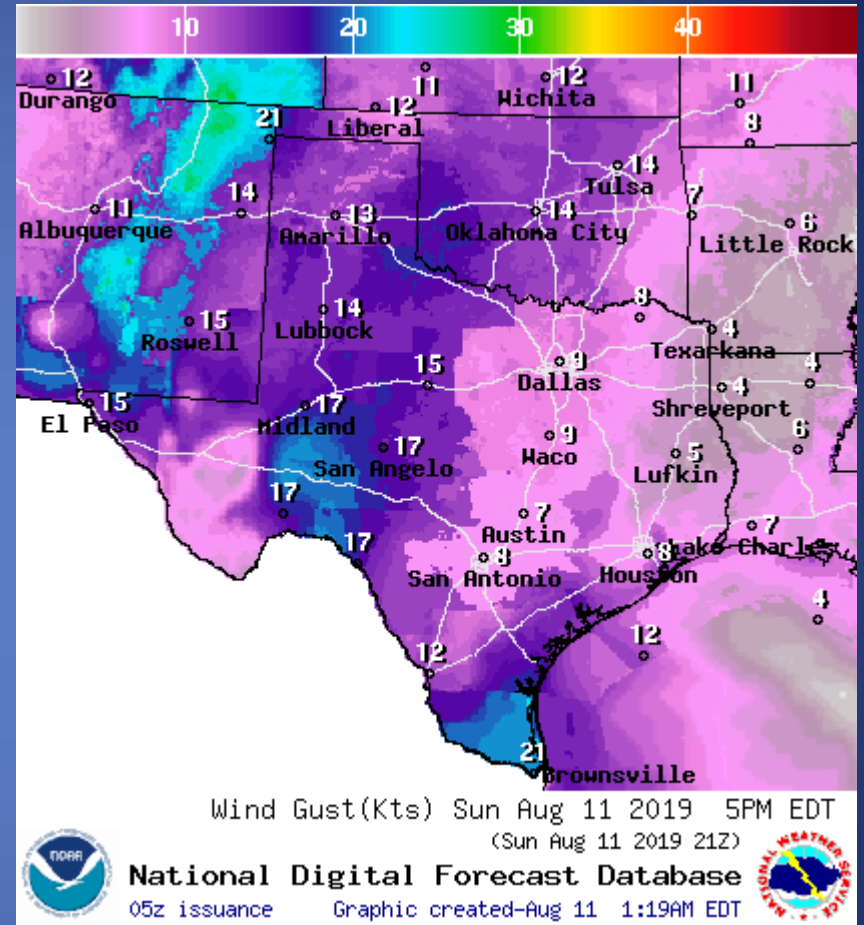 10 20 30 40
12 11 12 11
Durango Wichita
21 12 8
Liberal
14
Tulsa
11 14 13 14 7 6
Albuquerque Amarillo Oklahoma City Little Rock
15 14 8 4
Roswell Lubbock Texarkana
15 9 4
Dallas 4
15 17 Shreveport
El Paso Midland
17 9 5 6
San Angelo Waco Lufkin
17 7 7
Austin
17 8 8 Lake Charles
San Antonio Houston
4
12 12
21
Brownsville
Wind Gust(Kts) Sun Aug 11 2019 5PM EDT
(Sun Aug 11 2019 21Z)
National Digital Forecast Database
05z issuance Graphic created-Aug 11 1:19AM EDT
NOAA
NATIONAL WEATHER SERVICE